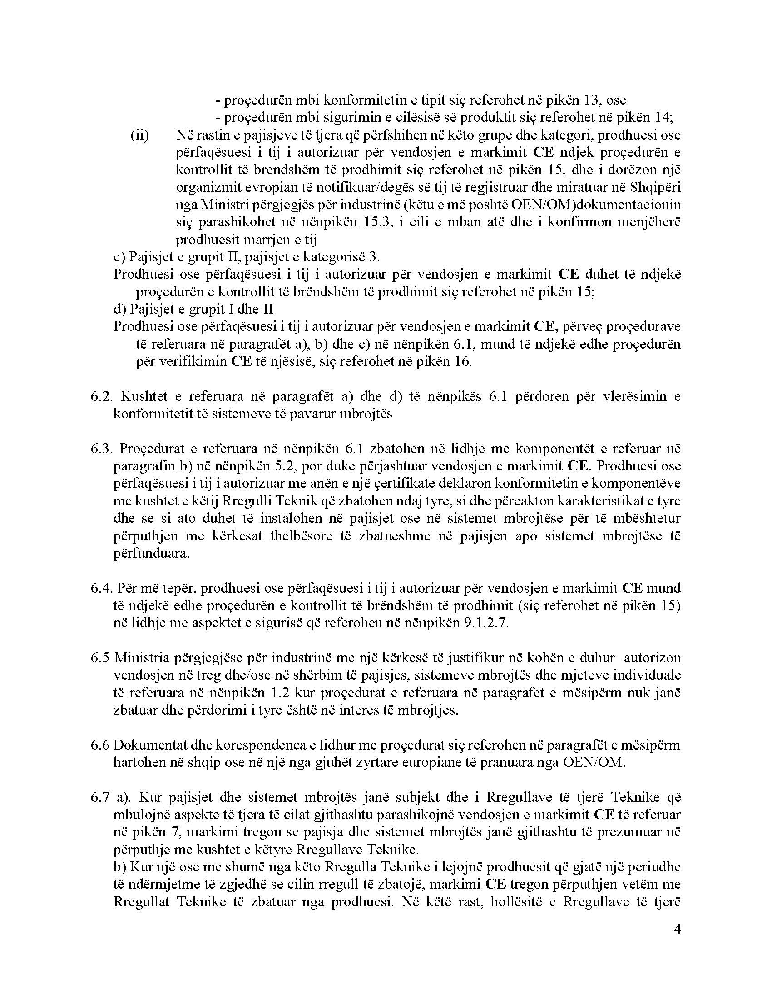 - proçedurën mbi konformitetin e tipit siç referohet në pikën 13, ose
- proçedurën mbi sigurimin e cilësisë së produktit siç referohet në pikën 14;
(ii) Në rastin e pajisjeve të tjera që përfshihen në këto grupe dhe kategori, prodhuesi ose
përfaqësuesi i tij i autorizuar për vendosjen e markimit CE ndjek proçedurën e
kontrollit të brendshëm të prodhimit siç referohet në pikën 15, dhe i dorëzon një
organizmit evropian të notifikuar/degës së tij të regjistruar dhe miratuar në Shqipëri
nga Ministri përgjegjës për industrinë (këtu e më poshtë OEN/OM)dokumentacionin
siç parashikohet në nënpikën 15.3, i cili e mban atë dhe i konfirmon menjëherë
prodhuesit marrjen e tij
c) Pajisjet e grupit II, pajisjet e kategorisë 3.
Prodhuesi ose përfaqësuesi i tij i autorizuar për vendosjen e markimit CE duhet të ndjekë
proçedurën e kontrollit të brëndshëm të prodhimit siç referohet në pikën 15;
d) Pajisjet e grupit I dhe II
Prodhuesi ose përfaqësuesi i tij i autorizuar për vendosjen e markimit CE, përveç proçedurave
të referuara në paragrafët a), b) dhe c) në nënpikën 6.1, mund të ndjekë edhe proçedurën
për verifikimin CE të njësisë, siç referohet në pikën 16.
6.2. Kushtet e referuara në paragrafët a) dhe d) të nënpikës 6.1 përdoren për vlerësimin e
konformitetit të sistemeve të pavarur mbrojtës
6.3. Proçedurat e referuara në nënpikën 6.1 zbatohen në lidhje me komponentët e referuar në
paragrafin b) në nënpikën 5.2, por duke përjashtuar vendosjen e markimit CE. Prodhuesi ose
përfaqësuesi i tij i autorizuar me anën e një çertifikate deklaron konformitetin e komponentëve
me kushtet e këtij Rregulli Teknik që zbatohen ndaj tyre, si dhe përcakton karakteristikat e tyre
dhe se si ato duhet të instalohen në pajisjet ose në sistemet mbrojtëse për të mbështetur
përputhjen me kërkesat thelbësore të zbatueshme në pajisjen apo sistemet mbrojtëse të
përfunduara.
6.4. Për më tepër, prodhuesi ose përfaqësuesi i tij i autorizuar për vendosjen e markimit CE mund
të ndjekë edhe proçedurën e kontrollit të brëndshëm të prodhimit (siç referohet në pikën 15)
në lidhje me aspektet e sigurisë që referohen në nënpikën 9.1.2.7.
6.5 Ministria përgjegjëse për industrinë me një kërkesë të justifikur në kohën e duhur autorizon
vendosjen në treg dhe/ose në shërbim të pajisjes, sistemeve mbrojtës dhe mjeteve individuale
të referuara në nënpikën 1.2 kur proçedurat e referuara në paragrafet e mësipërm nuk janë
zbatuar dhe përdorimi i tyre është në interes të mbrojtjes.
6.6 Dokumentat dhe korespondenca e lidhur me proçedurat siç referohen në paragrafët e mësipërm
hartohen në shqip ose në një nga gjuhët zyrtare europiane të pranuara nga OEN/OM.
6.7 a). Kur pajisjet dhe sistemet mbrojtës janë subjekt dhe i Rregullave të tjerë Teknike që
mbulojnë aspekte të tjera të cilat gjithashtu parashikojnë vendosjen e markimit CE të referuar
në pikën 7, markimi tregon se pajisja dhe sistemet mbrojtës janë gjithashtu të prezumuar në
përputhje me kushtet e këtyre Rregullave Teknike.
b) Kur një ose me shumë nga këto Rregulla Teknike i lejojnë prodhuesit që gjatë një periudhe
të ndërmjetme të zgjedhë se cilin rregull të zbatojë, markimi CE tregon përputhjen vetëm me
Rregullat Teknike të zbatuar nga prodhuesi. Në këtë rast, hollësitë e Rregullave të tjerë
4